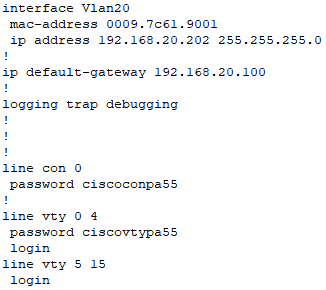 interface Vlan20
 mac-address 0009.7c61.9001
 ip address 192.168.20.202 255.255.255.0
!
ip default-gateway 192.168.20.100
!
logging trap debugging
!
!
!
line con 0
 password ciscoconpa55
!
line vty 0 4
 password ciscovtypa55
 login
line vty 5 15
 login